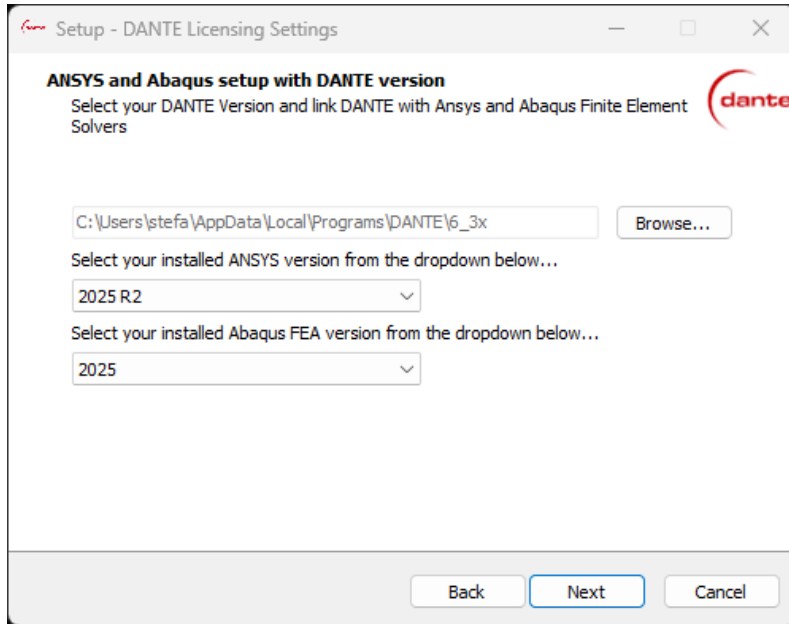 Setup - DANTE Licensing Settings
ANSYS and Abaqus setup with DANTE version
Select your DANTE Version and link DANTE with Ansys and Abaqus Finite Element
Solvers
dante
C:\Users\stefa\AppData\Local\Programs\DANTE\6_3x
Browse...
Select your installed ANSYS version from the dropdown below...
2025 R2
Select your installed Abaqus FEA version from the dropdown below...
2025
Back
Next
Cancel